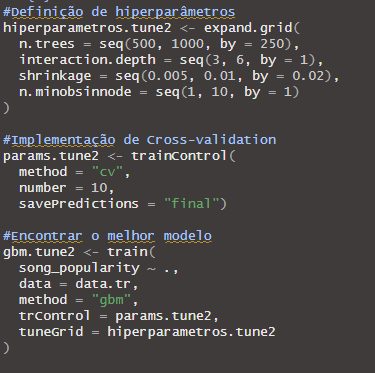 #Definição de hiperparâmetros
hiperparametros.tune2 <- expand.grid(
n.trees = seq(500, 1000, by = 250),
interaction.depth = seq(3, 6, by = 1),
shrinkage = seq(0.005, 0.01, by = 0.02),
n.minobsinnode = seq(1, 10, by = 1)
)
#Implementação de Cross-validation
params.tune2 <- trainControl(
method = "cv",
number = 10,
savePredictions = "final")
#Encontrar o melhor modelo
gbm.tune2 <- train(
song_popularity ~ .,
data = data.tr,
method = "gbm",
trControl = params.tune2,
tuneGrid = hiperparametros.tune2
)